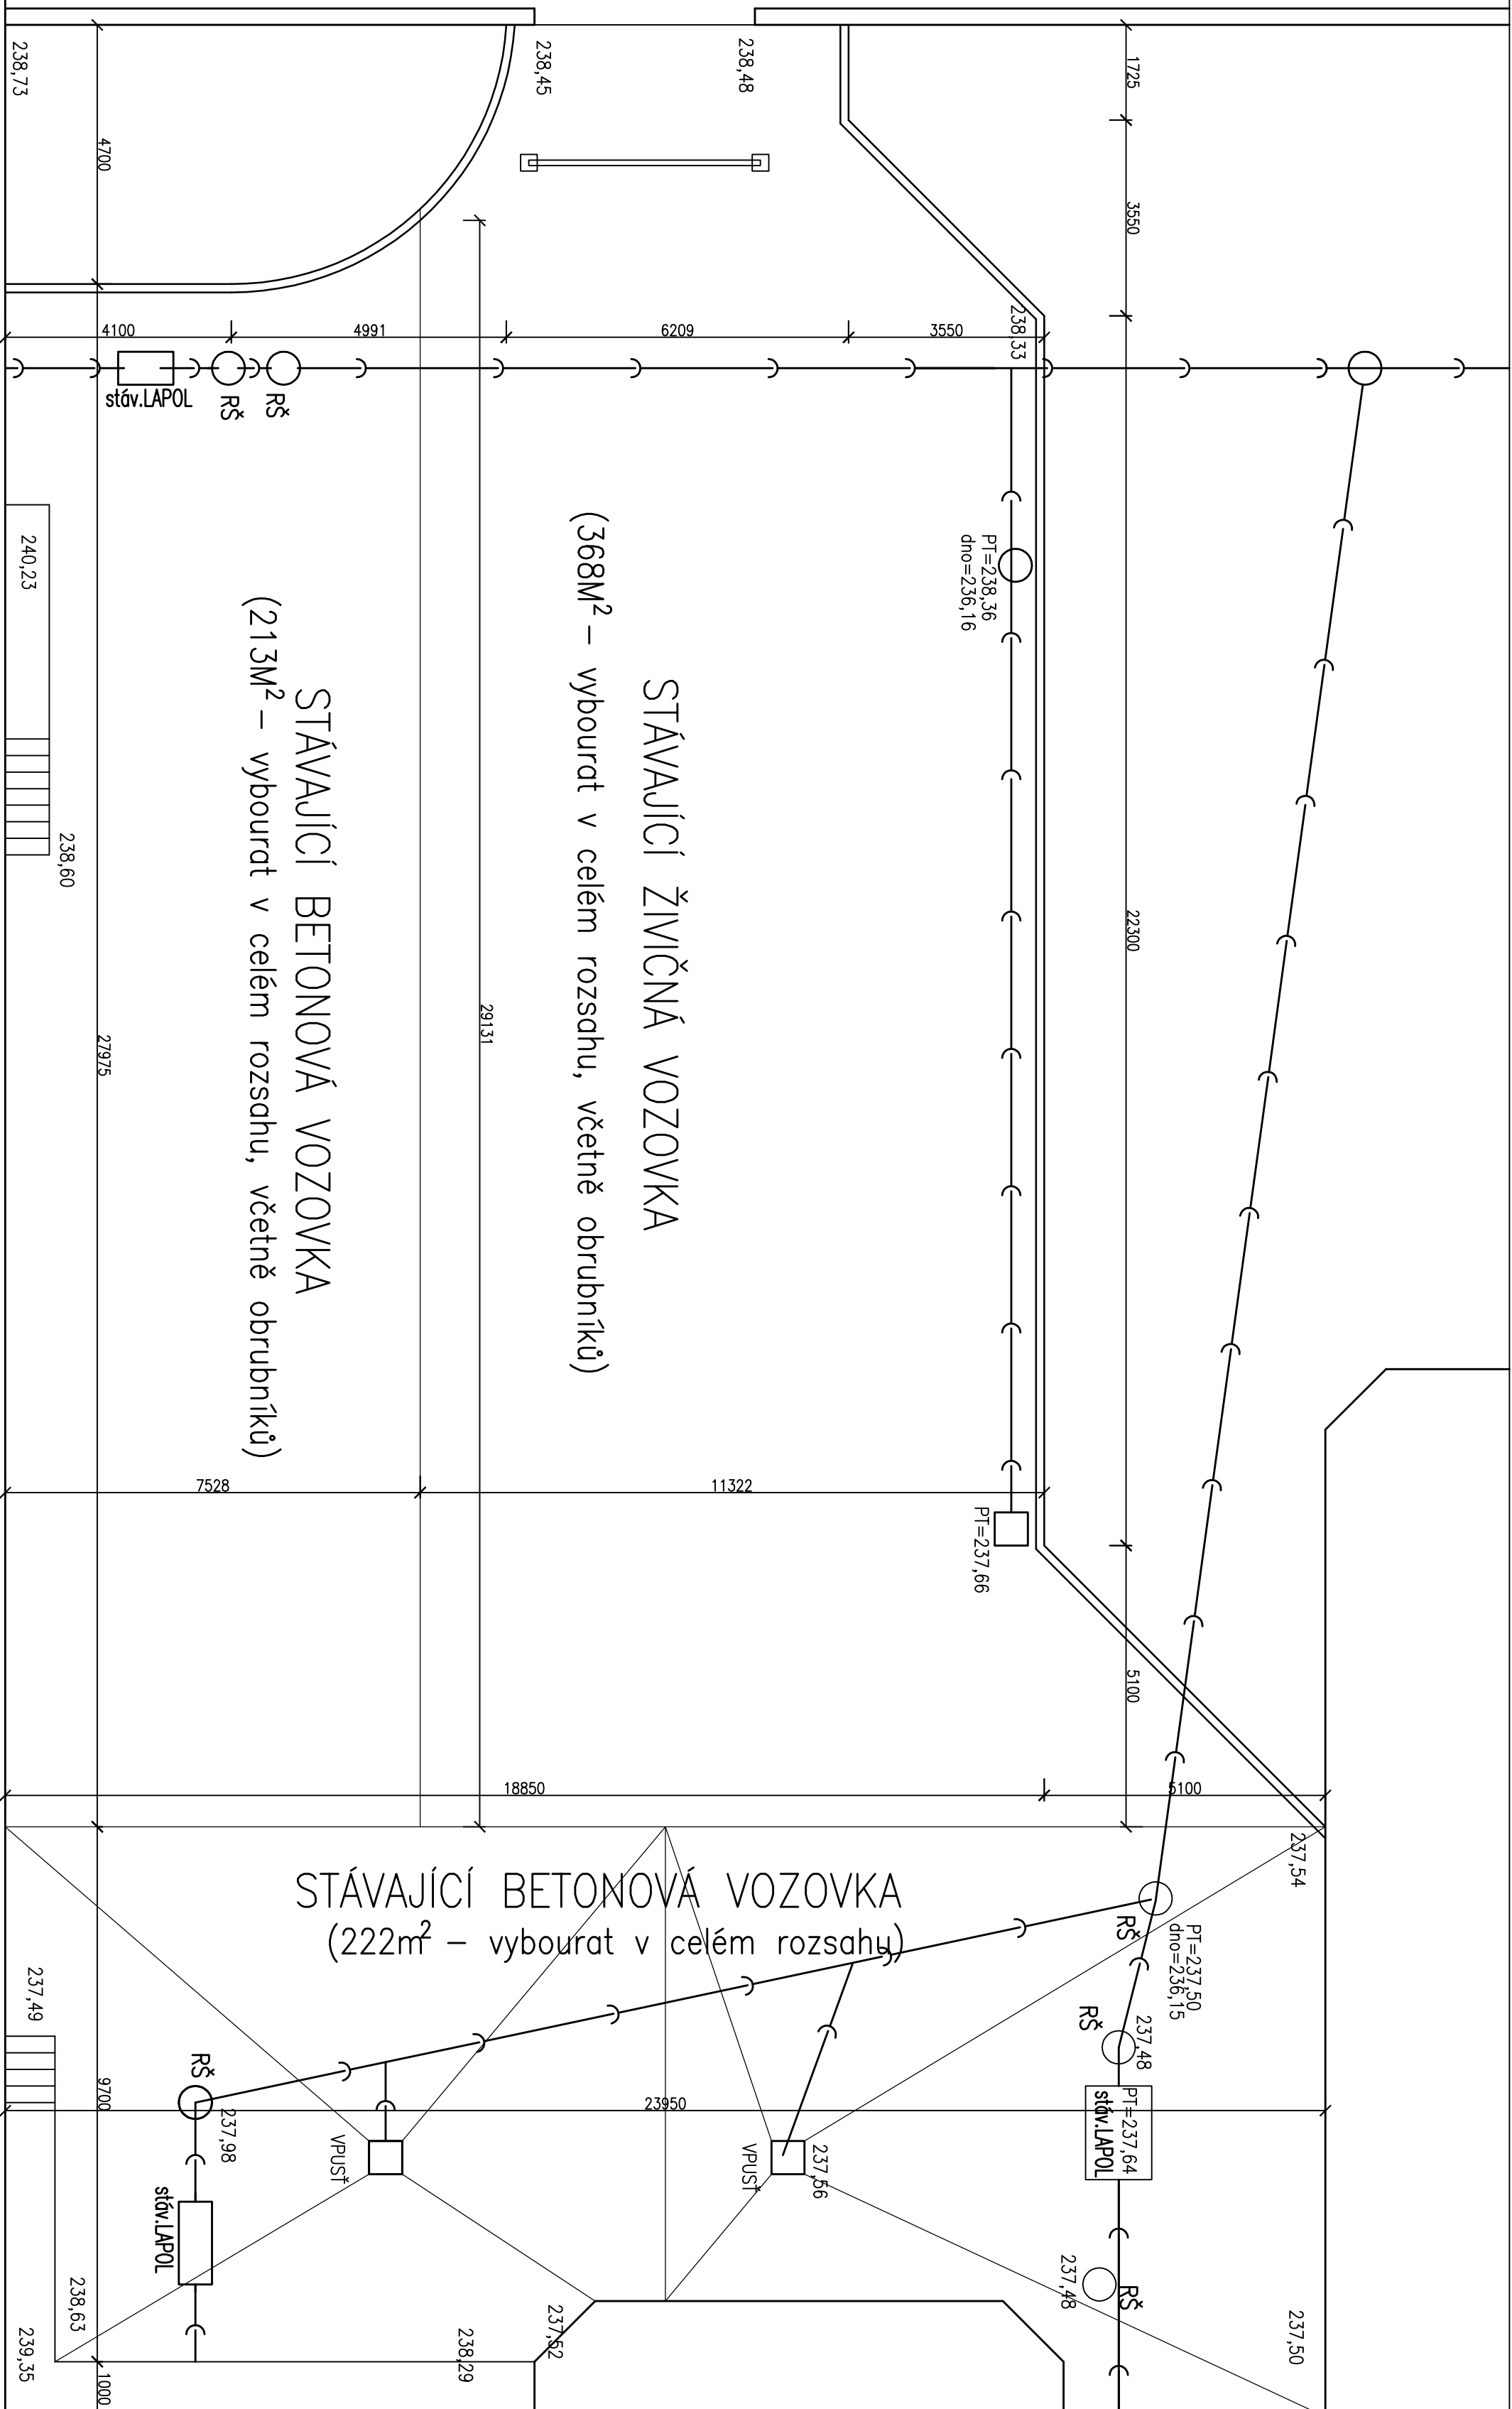 238,73
238,45
238,48
1725
4700
3550
4100
4991
6209
3550
238,33
stáv.LAPOL
RŠ
RŠ
240,23
PT=238,36
dno=236,16
STÁVAJÍCÍ ŽIVIČNÁ VOZOVKA
(368M² – vybourat v celém rozsahu, včetně obrubníků)
STÁVAJÍCÍ BETONOVÁ VOZOVKA
(213M² – vybourat v celém rozsahu, včetně obrubníků)
238,60
22300
29131
27975
7528
11322
PT=237,66
5100
18850
5100
237,54
STÁVAJÍCÍ BETONOVÁ VOZOVKA
(222m² – vybourat v celém rozsahu)
RŠ
PT=237,50
dno=236,15
237,49
RŠ
237,48
RŠ
9700
23950
237,98
PT=237,64
stáv.LAPOL
VPUSŤ
VPUSŤ
237,56
stáv.LAPOL
237,48
RŠ
238,63
239,35
237,52
238,29
237,50
1000